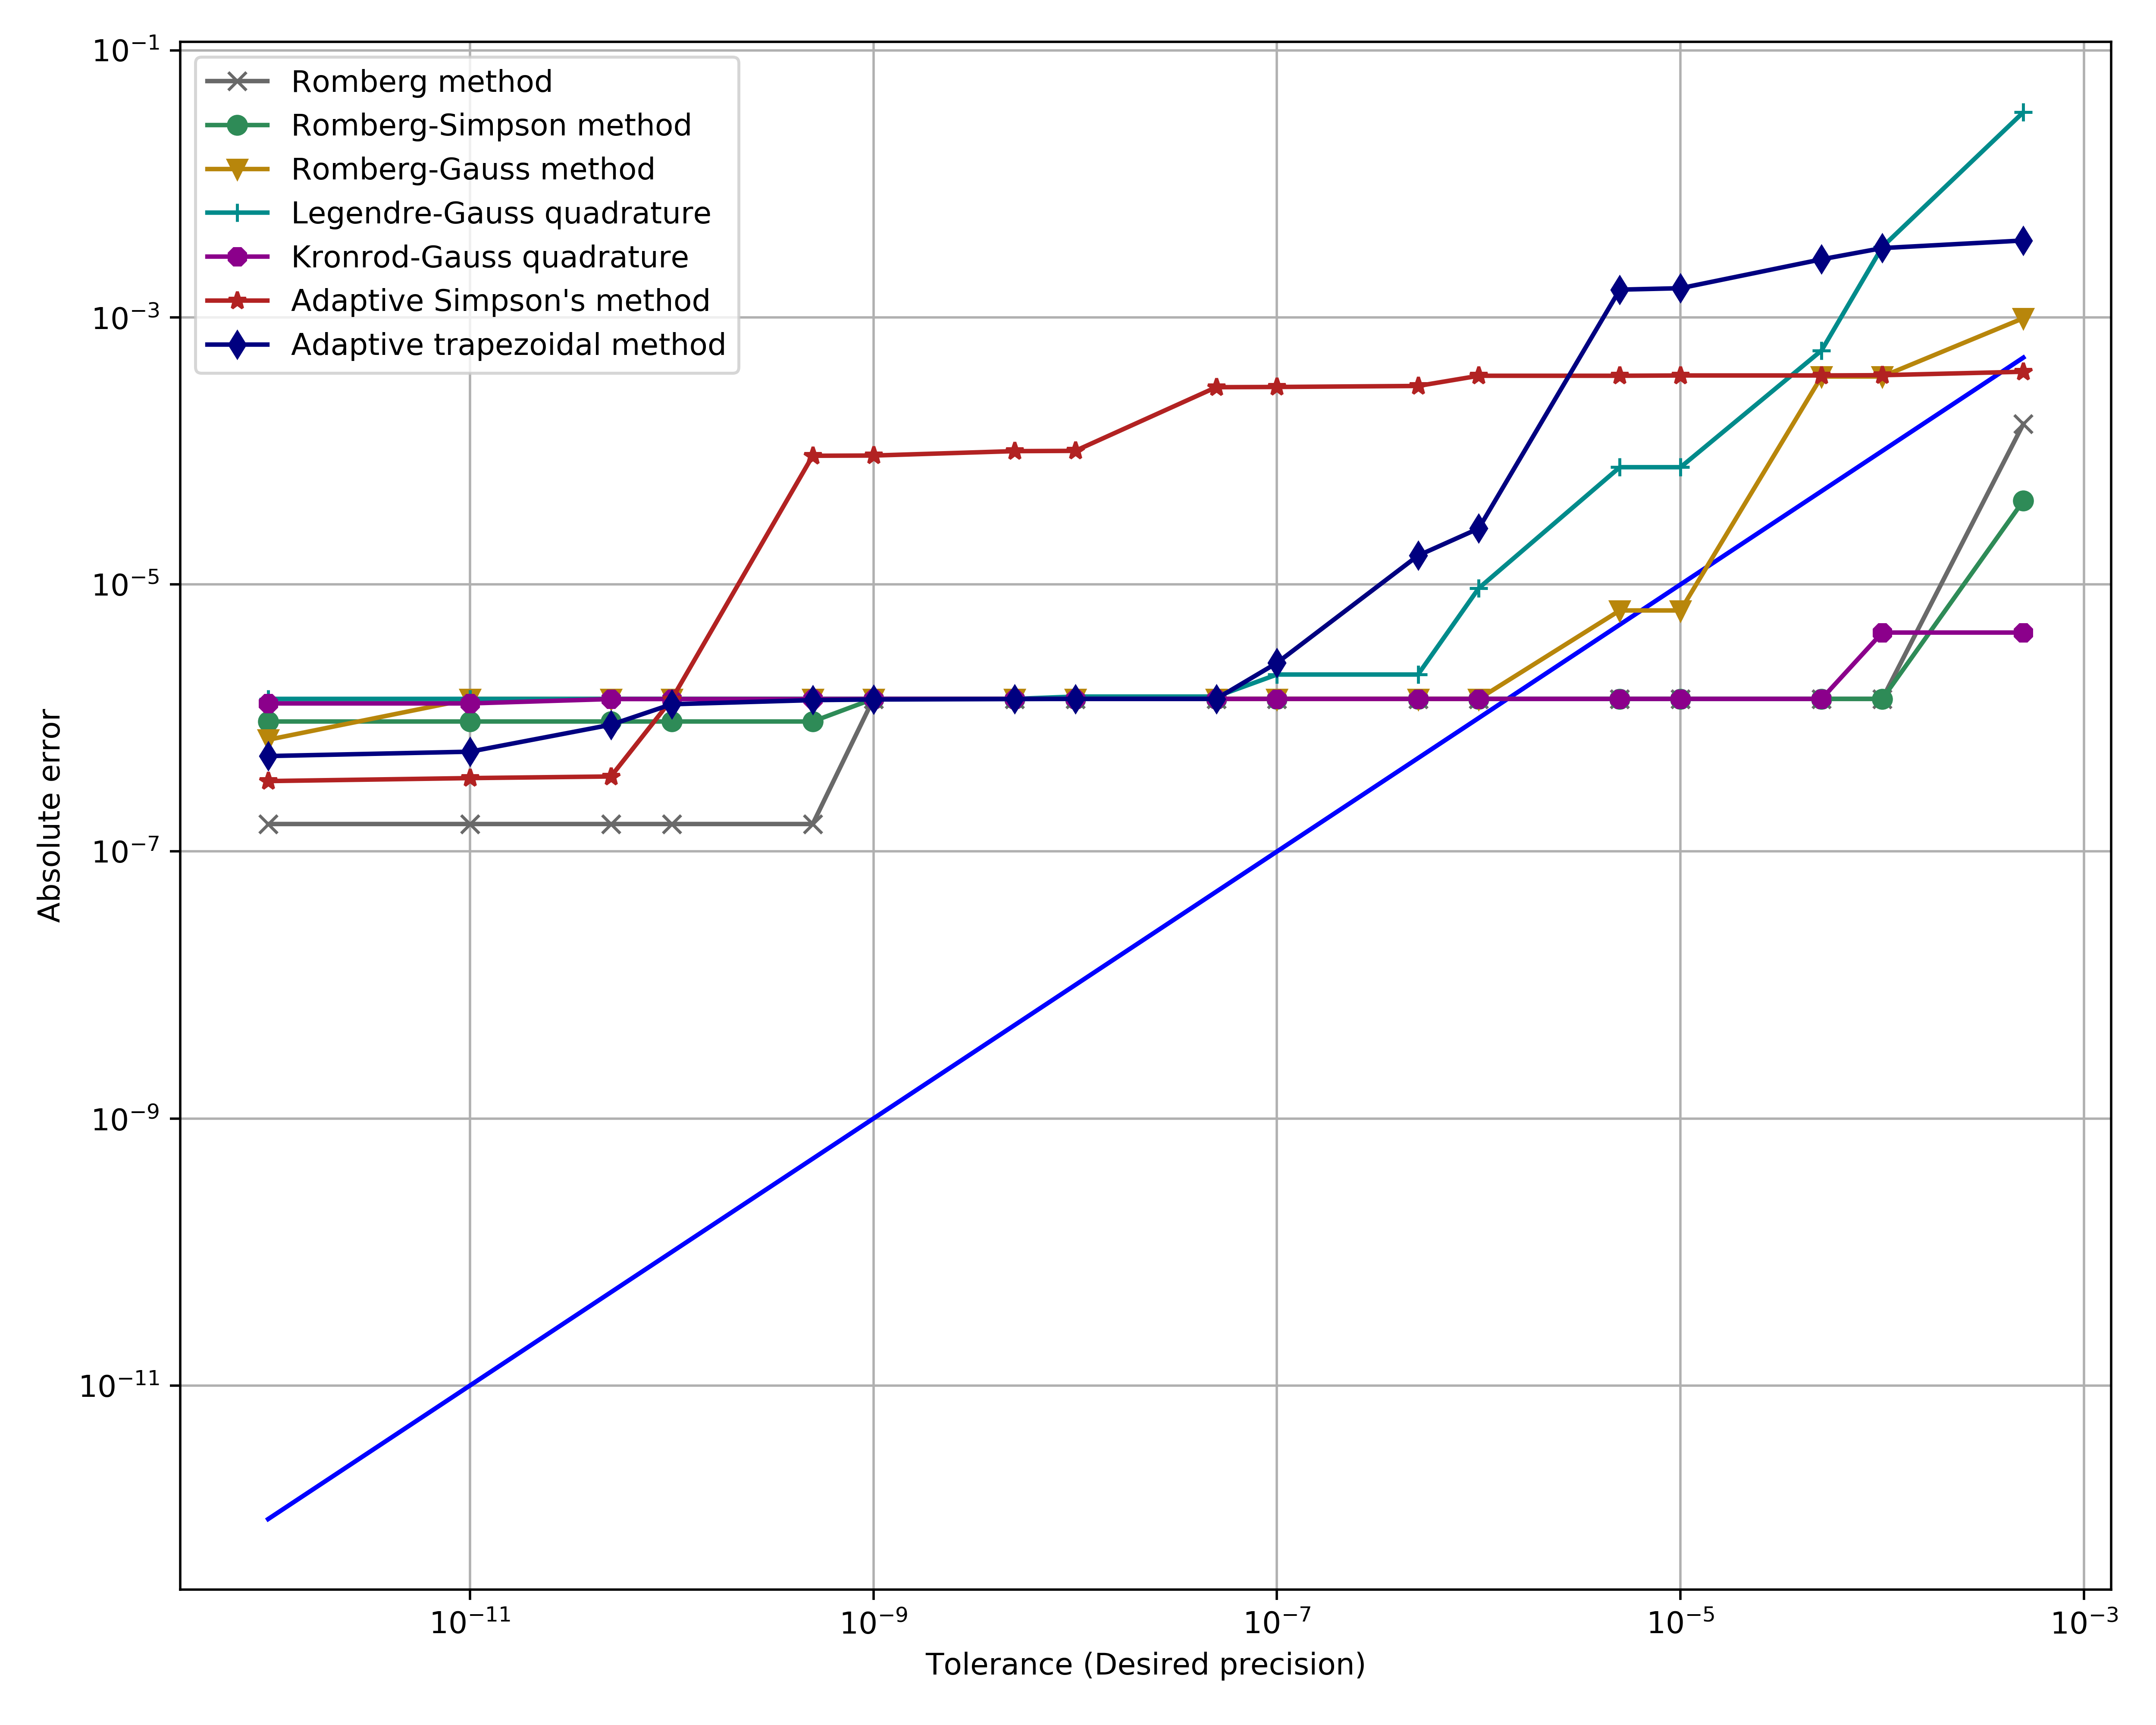 10⁻¹
10⁻³
10⁻⁵
10⁻⁷
10⁻⁹
10⁻¹¹
Absolute error
Romberg method
Romberg-Simpson method
Romberg-Gauss method
Legendre-Gauss quadrature
Kronrod-Gauss quadrature
Adaptive Simpson's method
Adaptive trapezoidal method
10⁻¹¹ 10⁻⁹ 10⁻⁷ 10⁻⁵ 10⁻³
Tolerance (Desired precision)